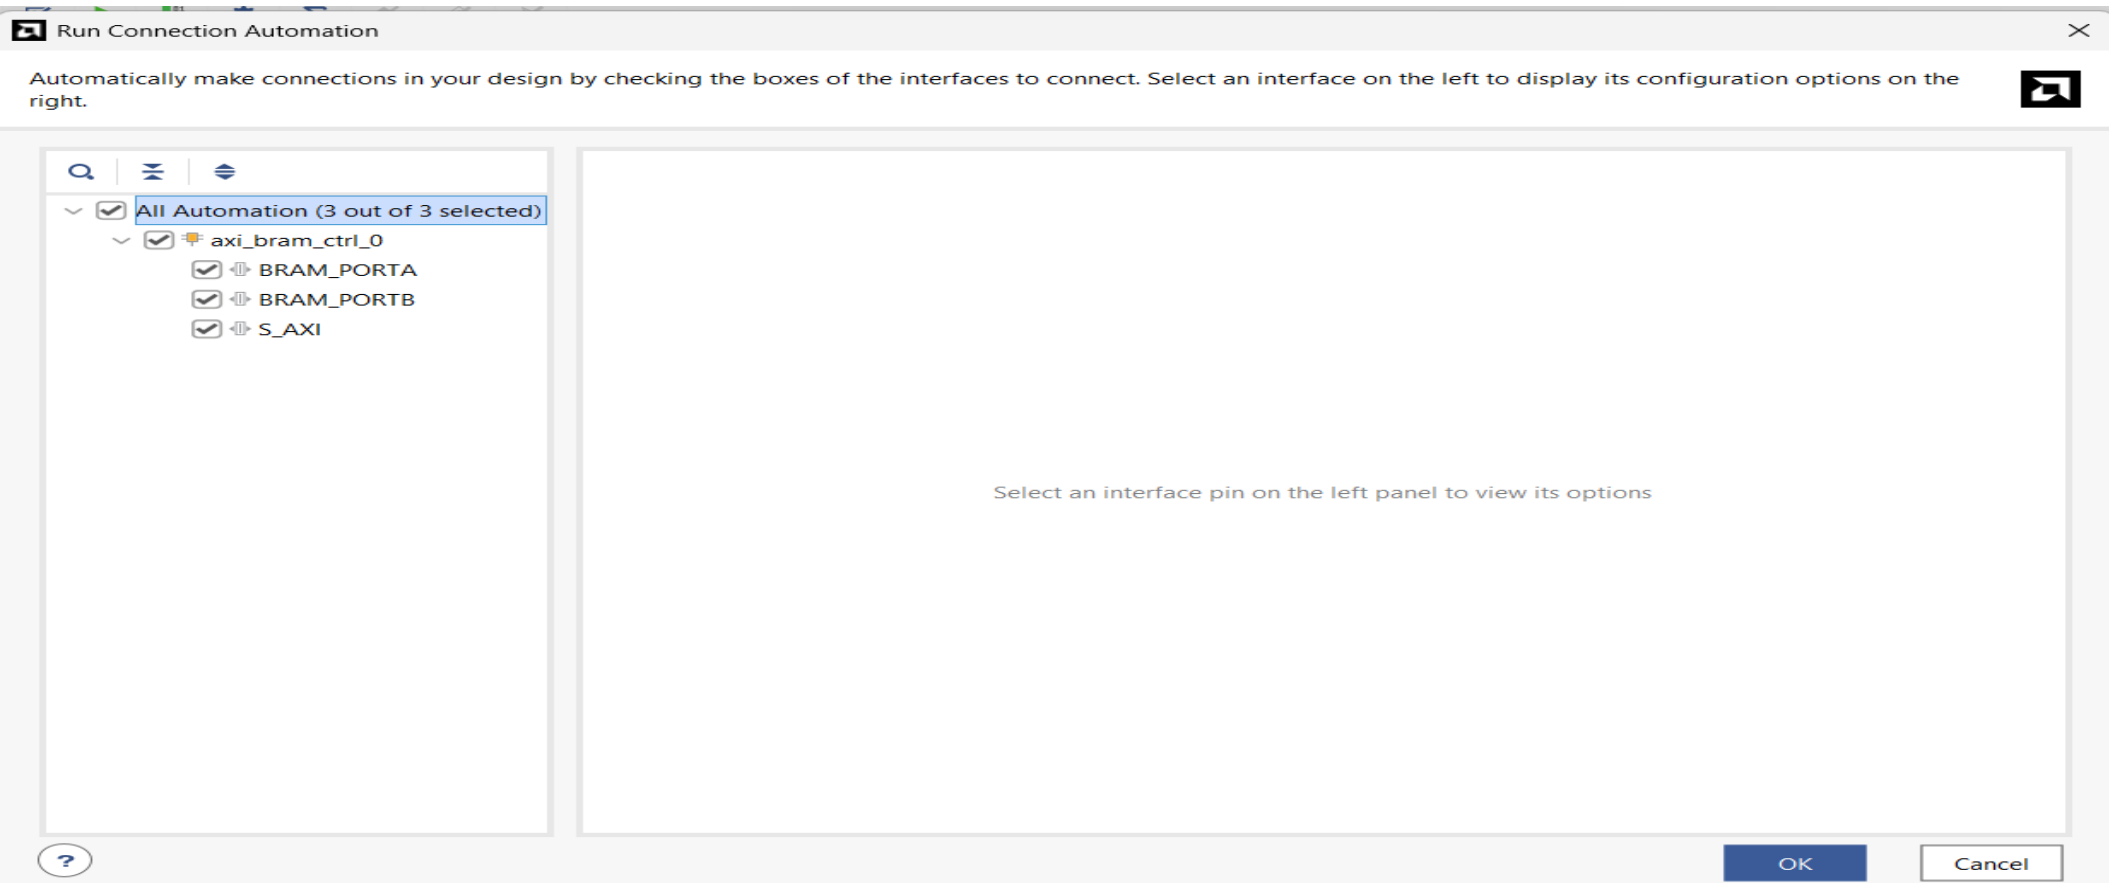 Run Connection Automation
Automatically make connections in your design by checking the boxes of the interfaces to connect. Select an interface on the left to display its configuration options on the
right.
All Automation (3 out of 3 selected)
axi_bram_ctrl_0
BRAM_PORTA
BRAM_PORTB
S_AXI
Select an interface pin on the left panel to view its options
?
OK
Cancel